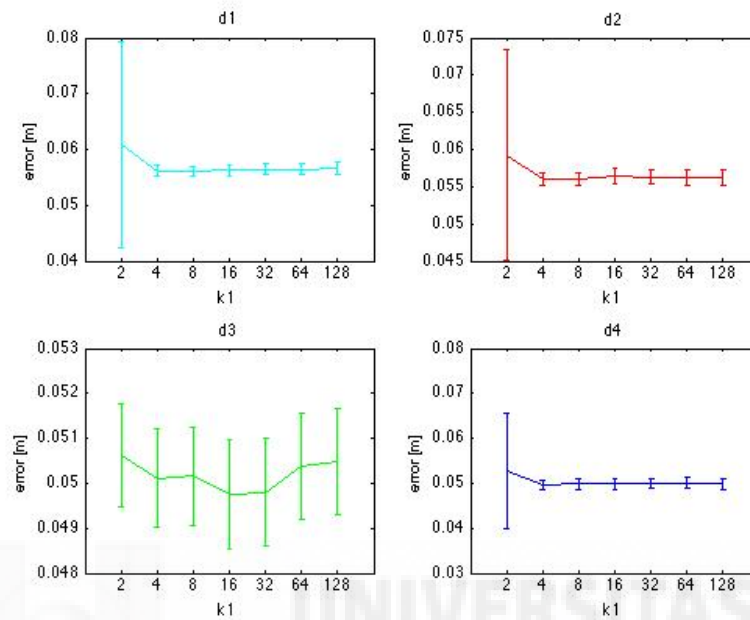 d1
0.08
0.07
0.06
0.05
0.04
error [m]
2 4 8 16 32 64 128
k1
d2
0.075
0.07
0.065
0.06
0.055
0.05
0.045
error [m]
2 4 8 16 32 64 128
k1
d3
0.053
0.052
0.051
0.05
0.049
0.048
error [m]
2 4 8 16 32 64 128
k1
d4
0.08
0.07
0.06
0.05
0.04
0.03
error [m]
2 4 8 16 32 64 128
k1
UNIVERSITAS